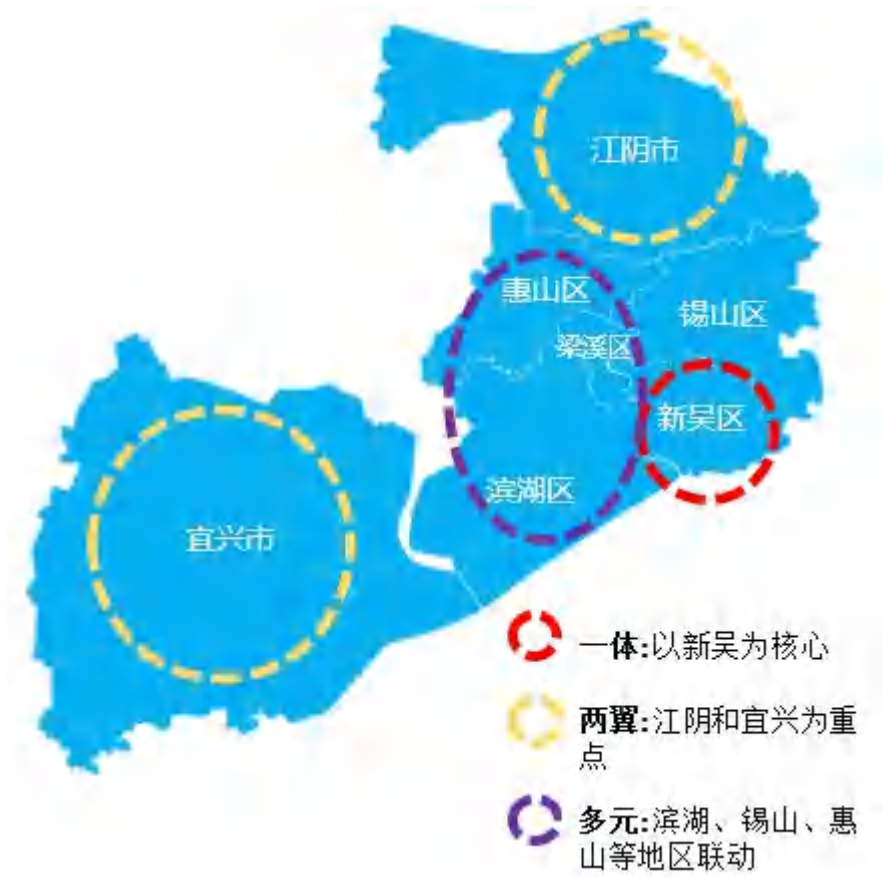 江阴市
惠山区
锡山区
梁溪区
新吴区
滨湖区
宜兴市
一体:以新吴为核心
两翼:江阴和宜兴为重
点
多元:滨湖、锡山、惠
山等地区联动